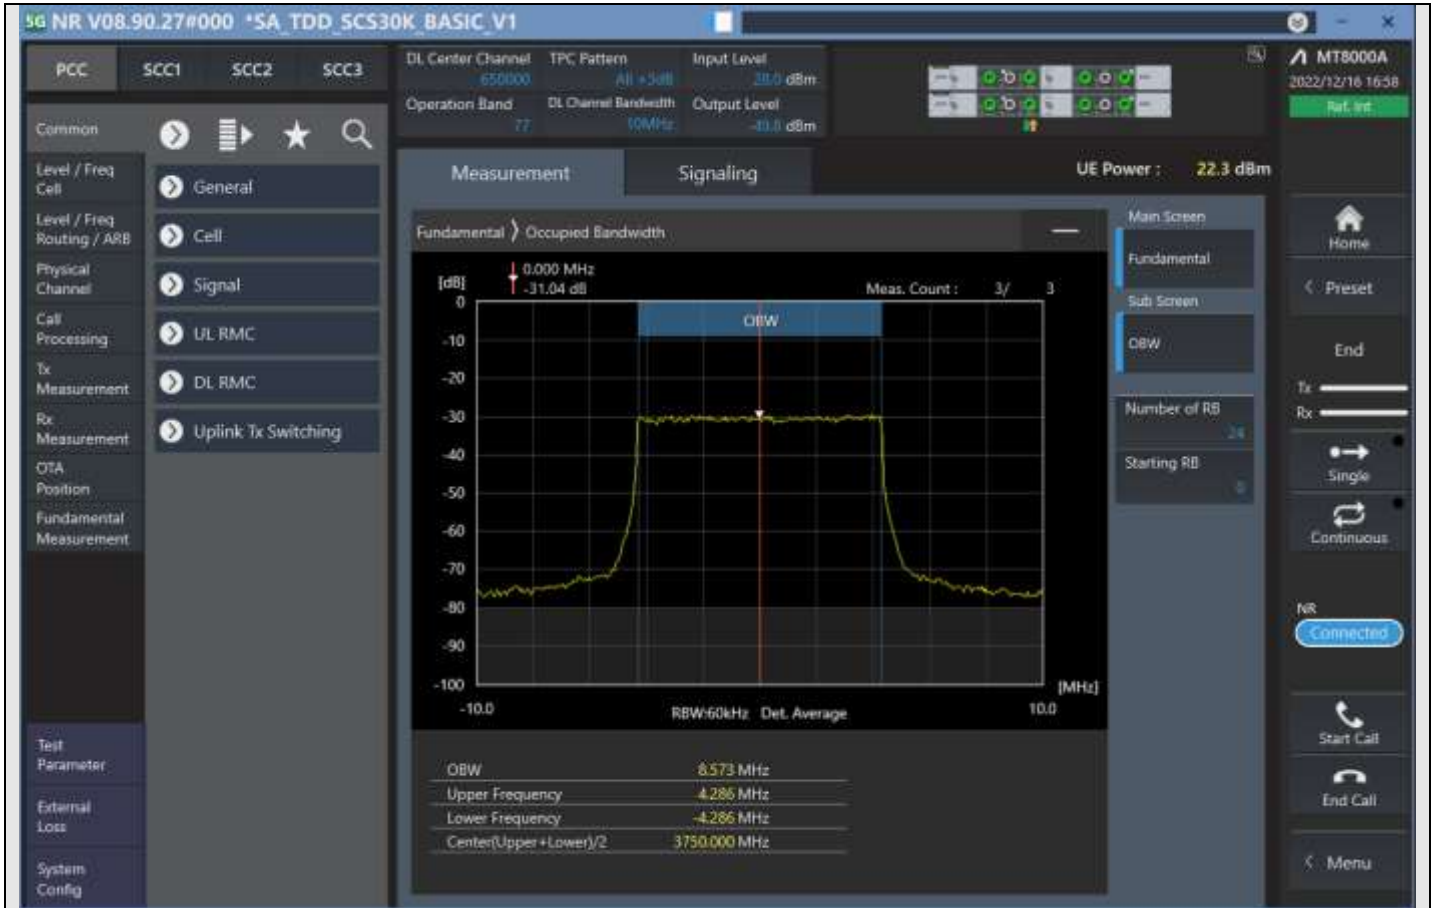 5G NR V08.90.27#000 *SA_TDD_SCS30K_BASIC_V1
PCC SCC1 SCC2 SCC3
DL Center Channel
650000
TPC Pattern
All +3dB
Input Level
28.0 dBm
Operation Band
77
DL Channel Bandwidth
10MHz
Output Level
dBm
MT8000A
2022/12/16 16:58
Ref. Int
Common
Level / Freq
Cell
Level / Freq
Routing / ARB
Physical
Channel
Call
Processing
Tx
Measurement
Rx
Measurement
OTA
Position
Fundamental
Measurement
Test
Parameter
External
Loss
System
Config
General
Cell
Signal
UL RMC
DL RMC
Uplink Tx Switching
Measurement
Signaling
UE Power : 22.3 dBm
Fundamental > Occupied Bandwidth
[dB]
0.000 MHz
-31.04 dB
Meas. Count : 3/ 3
OBW
0
-10
-20
-30
-40
-50
-60
-70
-80
-90
-100
[MHz]
-10.0
RBW:60kHz Det. Average
10.0
OBW 8.573 MHz
Upper Frequency 4.286 MHz
Lower Frequency -4.286 MHz
Center(Upper+Lower)/2 3750.000 MHz
Main Screen
Fundamental
Sub Screen
OBW
Number of RB
24
Starting RB
0
Home
< Preset
End
Tx
Rx
Single
Continuous
NR
Connected
Start Call
End Call
< Menu